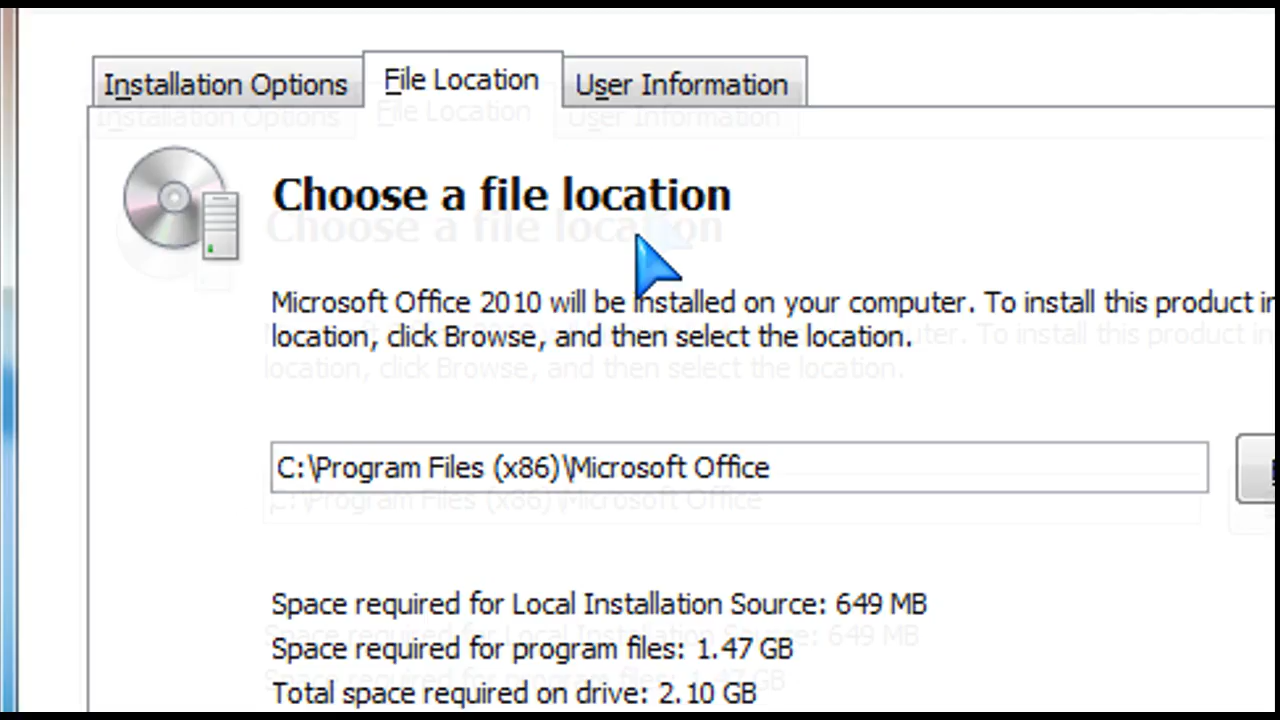 Installation Options
File Location
User Information
Choose a file location
Microsoft Office 2010 will be installed on your computer. To install this product in
location, click Browse, and then select the location.
C:\Program Files (x86)\Microsoft Office
Space required for Local Installation Source: 649 MB
Space required for program files: 1.47 GB
Total space required on drive: 2.10 GB